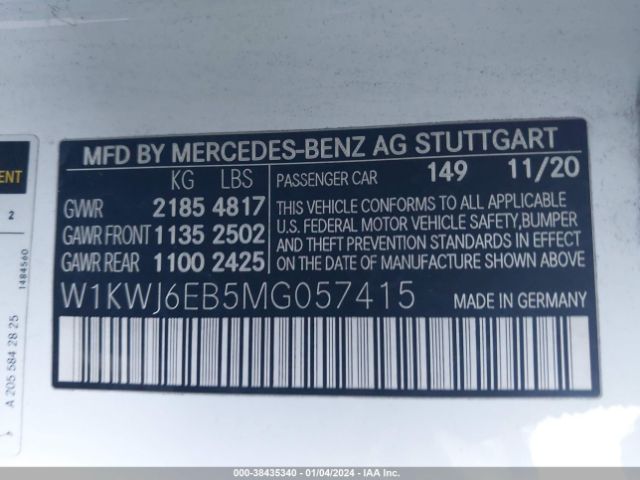 MFD BY MERCEDES-BENZ AG STUTTGART
KG LBS
GVWR 2185 4817
GAWR FRONT 1135 2502
GAWR REAR 1100 2425
PASSENGER CAR 149 11/20
THIS VEHICLE CONFORMS TO ALL APPLICABLE
U.S. FEDERAL MOTOR VEHICLE SAFETY, BUMPER
AND THEFT PREVENTION STANDARDS IN EFFECT
ON THE DATE OF MANUFACTURE SHOWN ABOVE
W1KWJ6EB5MG057415
MADE IN GERMANY
ENT
2
1484560
A 205 584 28 25
000-38435340 - 01/04/2024 - IAAI